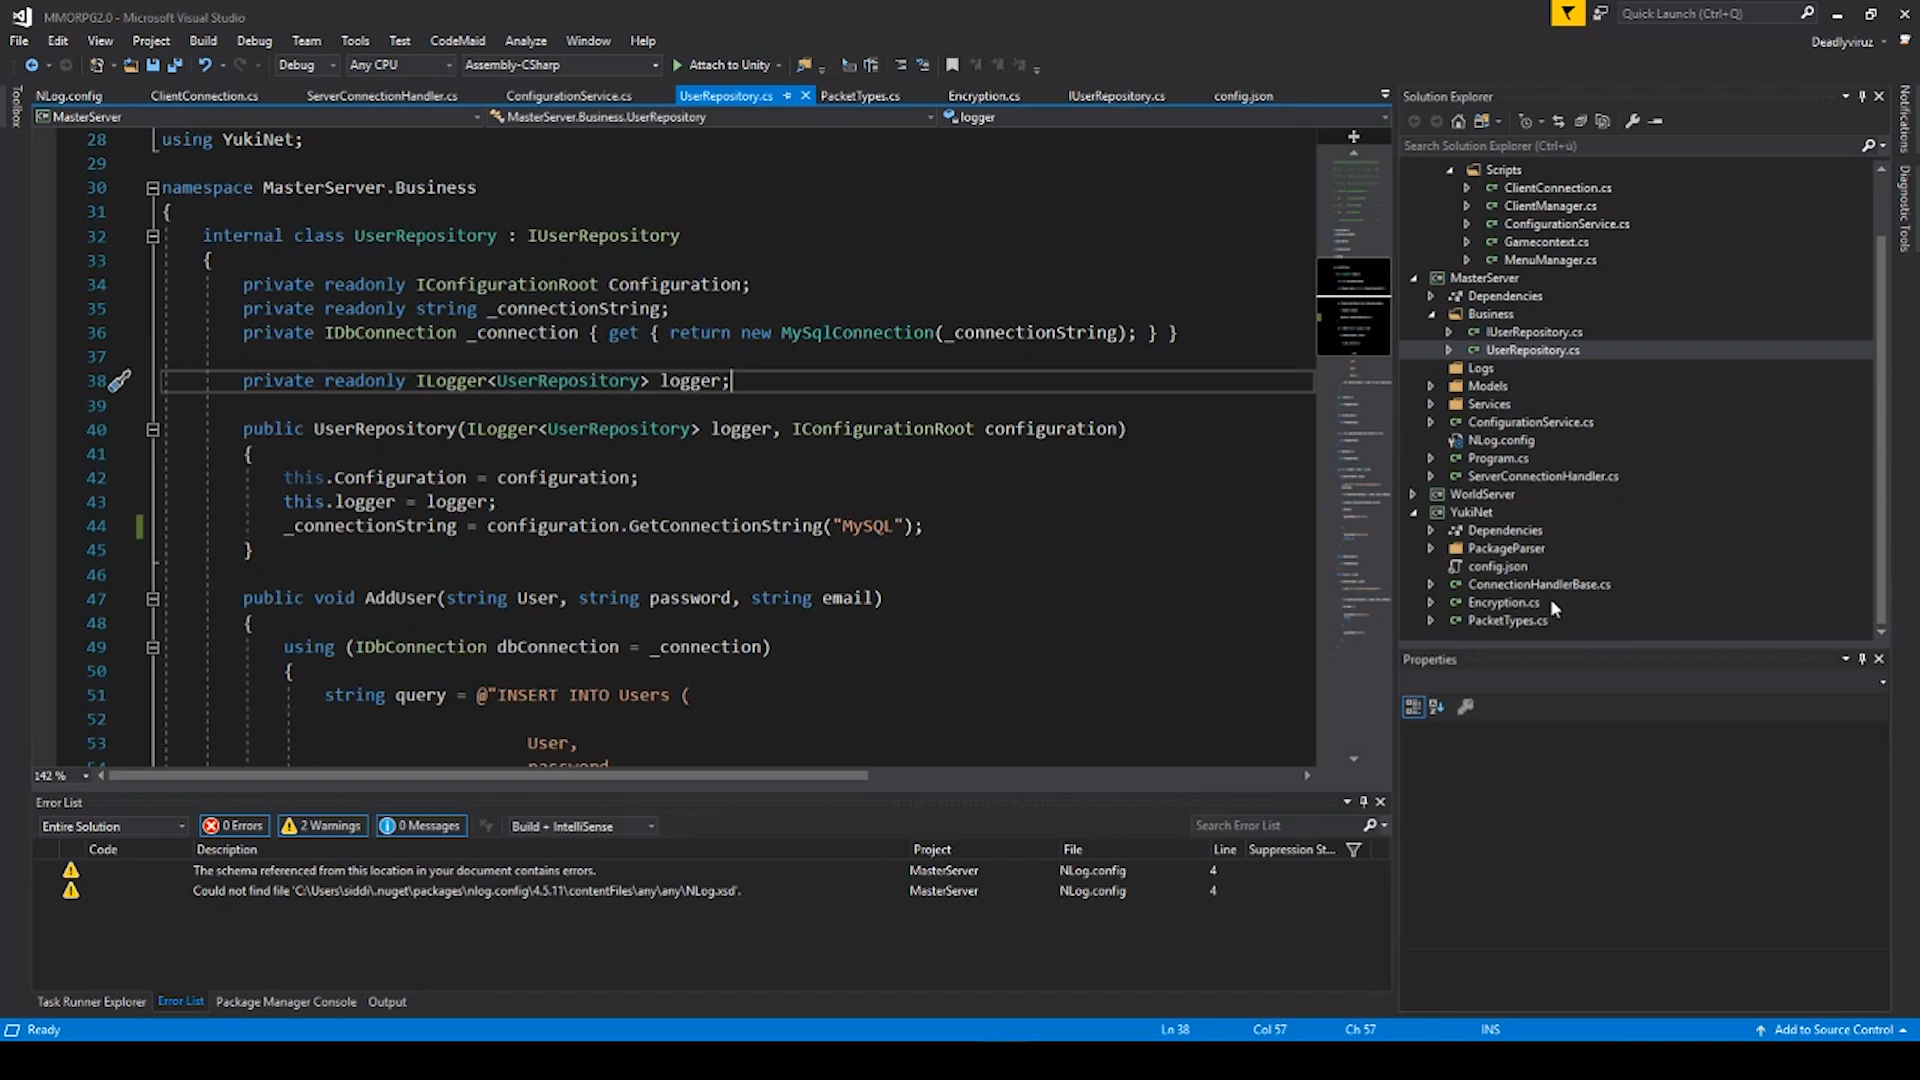 MMORPG2.0 - Microsoft Visual Studio
Quick Launch (Ctrl+Q)
File Edit View Project Build Debug Team Tools Test CodeMaid Analyze Window Help
Deadlyviruz
Debug Any CPU Assembly-CSharp Attach to Unity
NLog.config ClientConnection.cs ServerConnectionHandler.cs ConfigurationService.cs UserRepository.cs PacketTypes.cs Encryption.cs IUserRepository.cs config.json
MasterServer MasterServer.Business.UserRepository logger
Toolbox
28 using YukiNet;
29
30 namespace MasterServer.Business
31 {
32 internal class UserRepository : IUserRepository
33 {
34 private readonly IConfigurationRoot Configuration;
35 private readonly string _connectionString;
36 private IDbConnection _connection { get { return new MySqlConnection(_connectionString); } }
37
38 private readonly ILogger<UserRepository> logger;
39
40 public UserRepository(ILogger<UserRepository> logger, IConfigurationRoot configuration)
41 {
42 this.Configuration = configuration;
43 this.logger = logger;
44 _connectionString = configuration.GetConnectionString("MySQL");
45 }
46
47 public void AddUser(string User, string password, string email)
48 {
49 using (IDbConnection dbConnection = _connection)
50 {
51 string query = @"INSERT INTO Users (
52
53 User,
54 password
142 %
Solution Explorer
Search Solution Explorer (Ctrl+ü)
Scripts
ClientConnection.cs
ClientManager.cs
ConfigurationService.cs
Gamecontext.cs
MenuManager.cs
MasterServer
Dependencies
Business
IUserRepository.cs
UserRepository.cs
Logs
Models
Services
ConfigurationService.cs
NLog.config
Program.cs
ServerConnectionHandler.cs
WorldServer
YukiNet
Dependencies
PackageParser
config.json
ConnectionHandlerBase.cs
Encryption.cs
PacketTypes.cs
Properties
Notifications
Diagnostic Tools
Error List
Entire Solution 0 Errors 2 Warnings 0 Messages Build + IntelliSense Search Error List
Code Description Project File Line Suppression St...
The schema referenced from this location in your document contains errors. MasterServer NLog.config 4
Could not find file 'C:\Users\siddi\.nuget\packages\nlog.config\4.5.11\contentFiles\any\any\NLog.xsd'. MasterServer NLog.config 4
Task Runner Explorer Error List Package Manager Console Output
Ready Ln 38 Col 57 Ch 57 INS Add to Source Control